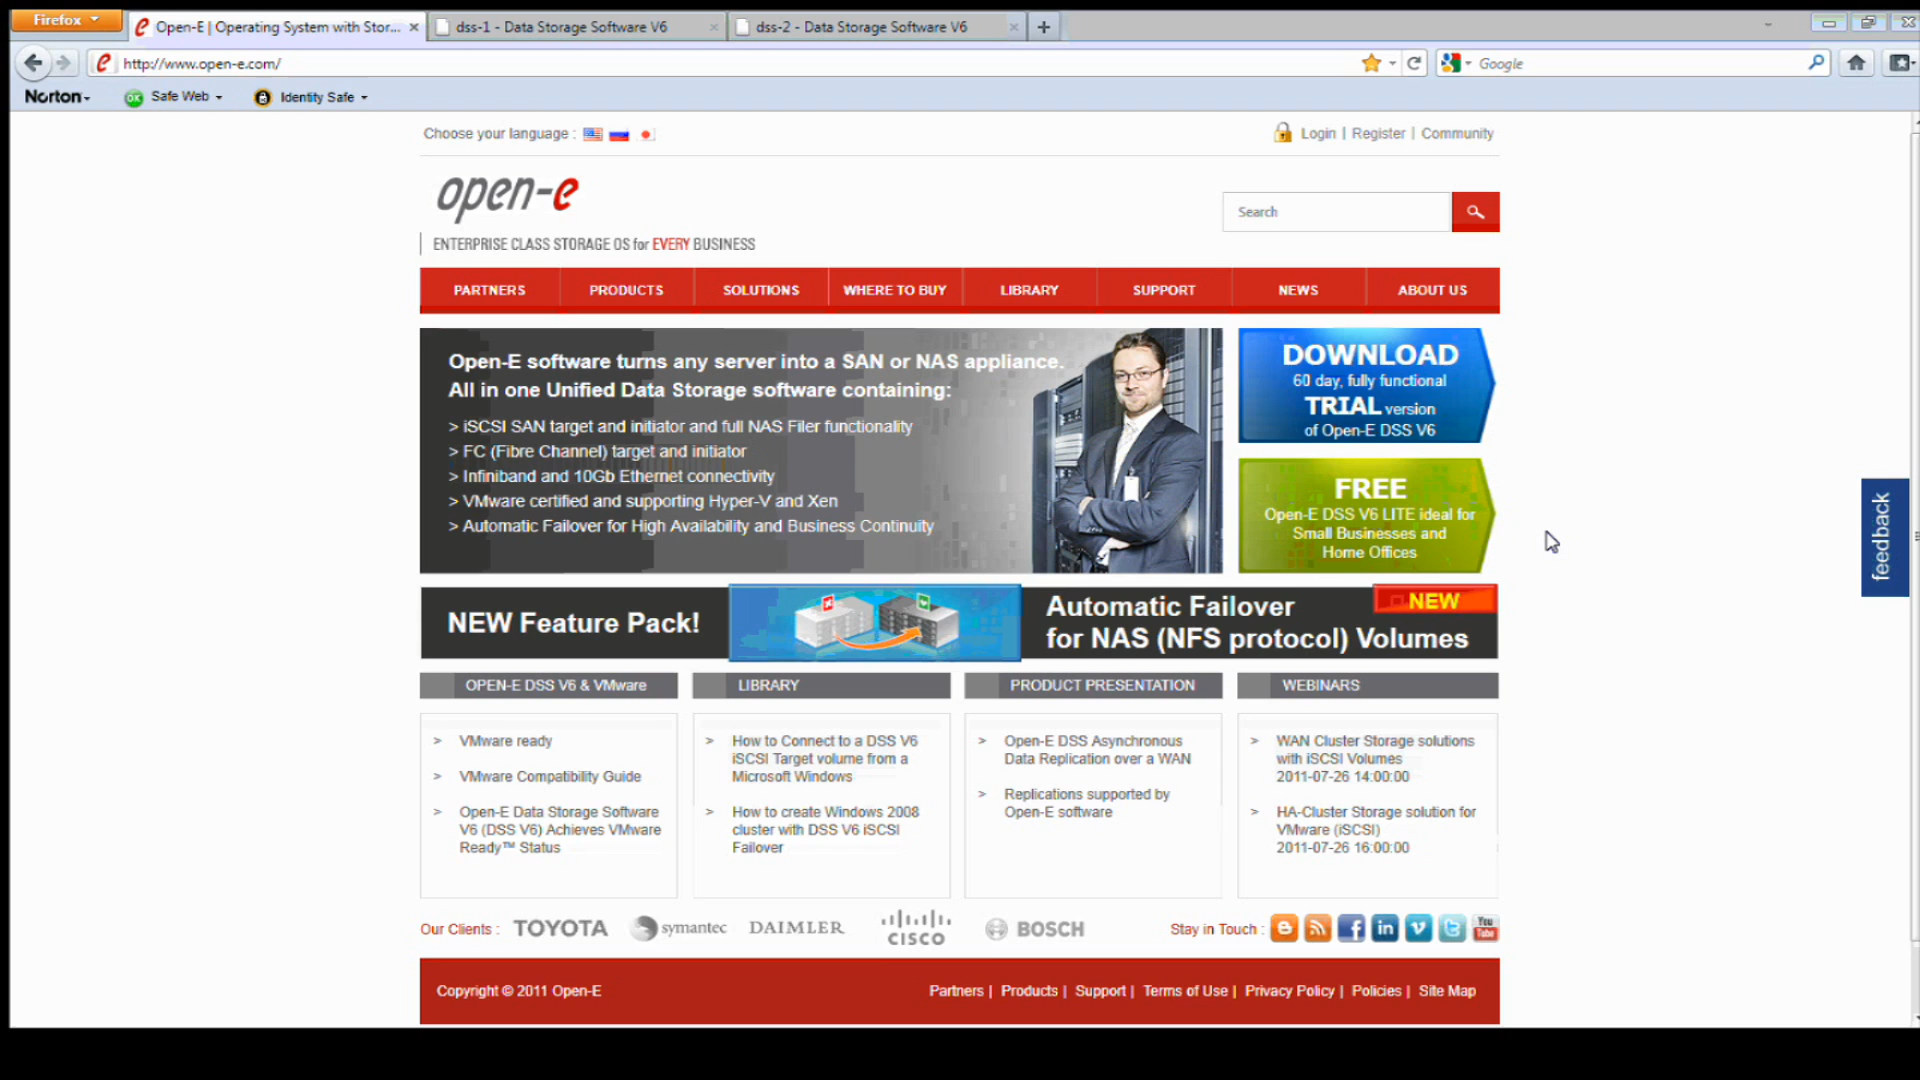 Firefox
Open-E | Operating System with Stor...
dss-1 - Data Storage Software V6
dss-2 - Data Storage Software V6
http://www.open-e.com/
Google
Norton
OK
Safe Web
Identity Safe
Choose your language :
Login | Register | Community
open-e
ENTERPRISE CLASS STORAGE OS for EVERY BUSINESS
Search
PARTNERS
PRODUCTS
SOLUTIONS
WHERE TO BUY
LIBRARY
SUPPORT
NEWS
ABOUT US
Open-E software turns any server into a SAN or NAS appliance.
All in one Unified Data Storage software containing:
> iSCSI SAN target and initiator and full NAS Filer functionality
> FC (Fibre Channel) target and initiator
> Infiniband and 10Gb Ethernet connectivity
> VMware certified and supporting Hyper-V and Xen
> Automatic Failover for High Availability and Business Continuity
DOWNLOAD
60 day, fully functional
TRIAL version
of Open-E DSS V6
FREE
Open-E DSS V6 LITE ideal for
Small Businesses and
Home Offices
feedback
NEW Feature Pack!
Automatic Failover
for NAS (NFS protocol) Volumes
NEW
OPEN-E DSS V6 & VMware
> VMware ready
> VMware Compatibility Guide
> Open-E Data Storage Software
V6 (DSS V6) Achieves VMware
Ready™ Status
LIBRARY
> How to Connect to a DSS V6
iSCSI Target volume from a
Microsoft Windows
> How to create Windows 2008
cluster with DSS V6 iSCSI
Failover
PRODUCT PRESENTATION
> Open-E DSS Asynchronous
Data Replication over a WAN
> Replications supported by
Open-E software
WEBINARS
> WAN Cluster Storage solutions
with iSCSI Volumes
2011-07-26 14:00:00
> HA-Cluster Storage solution for
VMware (iSCSI)
2011-07-26 16:00:00
Our Clients :
TOYOTA
symantec
DAIMLER
CISCO
BOSCH
Stay in Touch :
in
You
Tube
Copyright © 2011 Open-E
Partners | Products | Support | Terms of Use | Privacy Policy | Policies | Site Map